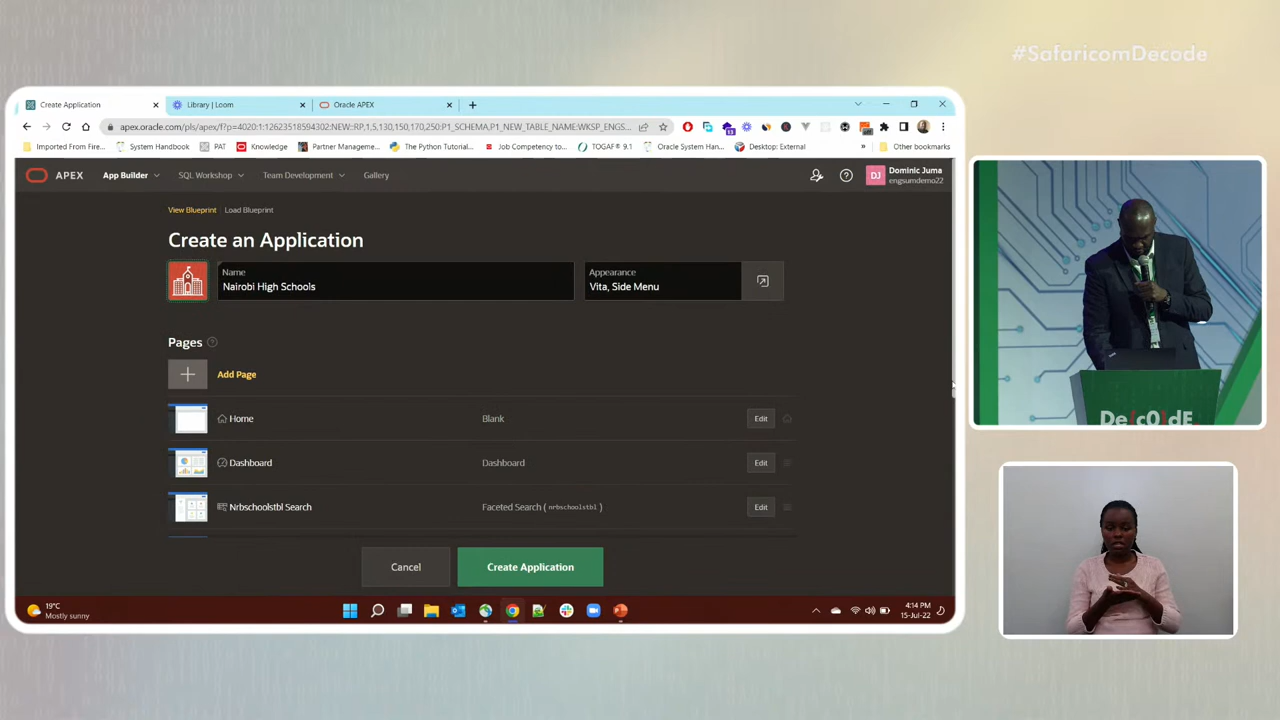 #SafaricomDecode
Create Application
Library | Loom
Oracle APEX
apex.oracle.com/pls/apex/f?p=4020:1:12623518594302:NEW::RP,1,5,130,150,170,250:P1_SCHEMA,P1_NEW_TABLE_NAME:WKSP_ENGS...
Imported From Fire...
System Handbook
PAT
Knowledge
Partner Manageme...
The Python Tutorial...
Job Competency to...
TOGAF® 9.1
Oracle System Han...
Desktop: External
»
Other bookmarks
APEX
App Builder
SQL Workshop
Team Development
Gallery
DJ
Dominic Juma
engsumdemo22
View Blueprint
Load Blueprint
Create an Application
Name
Nairobi High Schools
Appearance
Vita, Side Menu
Pages
Add Page
Home
Blank
Edit
Dashboard
Dashboard
Edit
Nrbschoolstbl Search
Faceted Search ( nrbschoolstbl )
Edit
Cancel
Create Application
19°C
Mostly sunny
4:14 PM
15-Jul-22